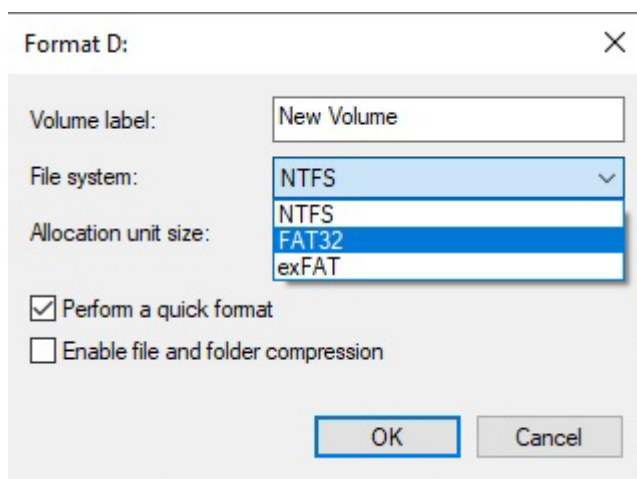 Format D:
Volume label: New Volume
File system: NTFS
NTFS
Allocation unit size: FAT32
exFAT
Perform a quick format
Enable file and folder compression
OK Cancel